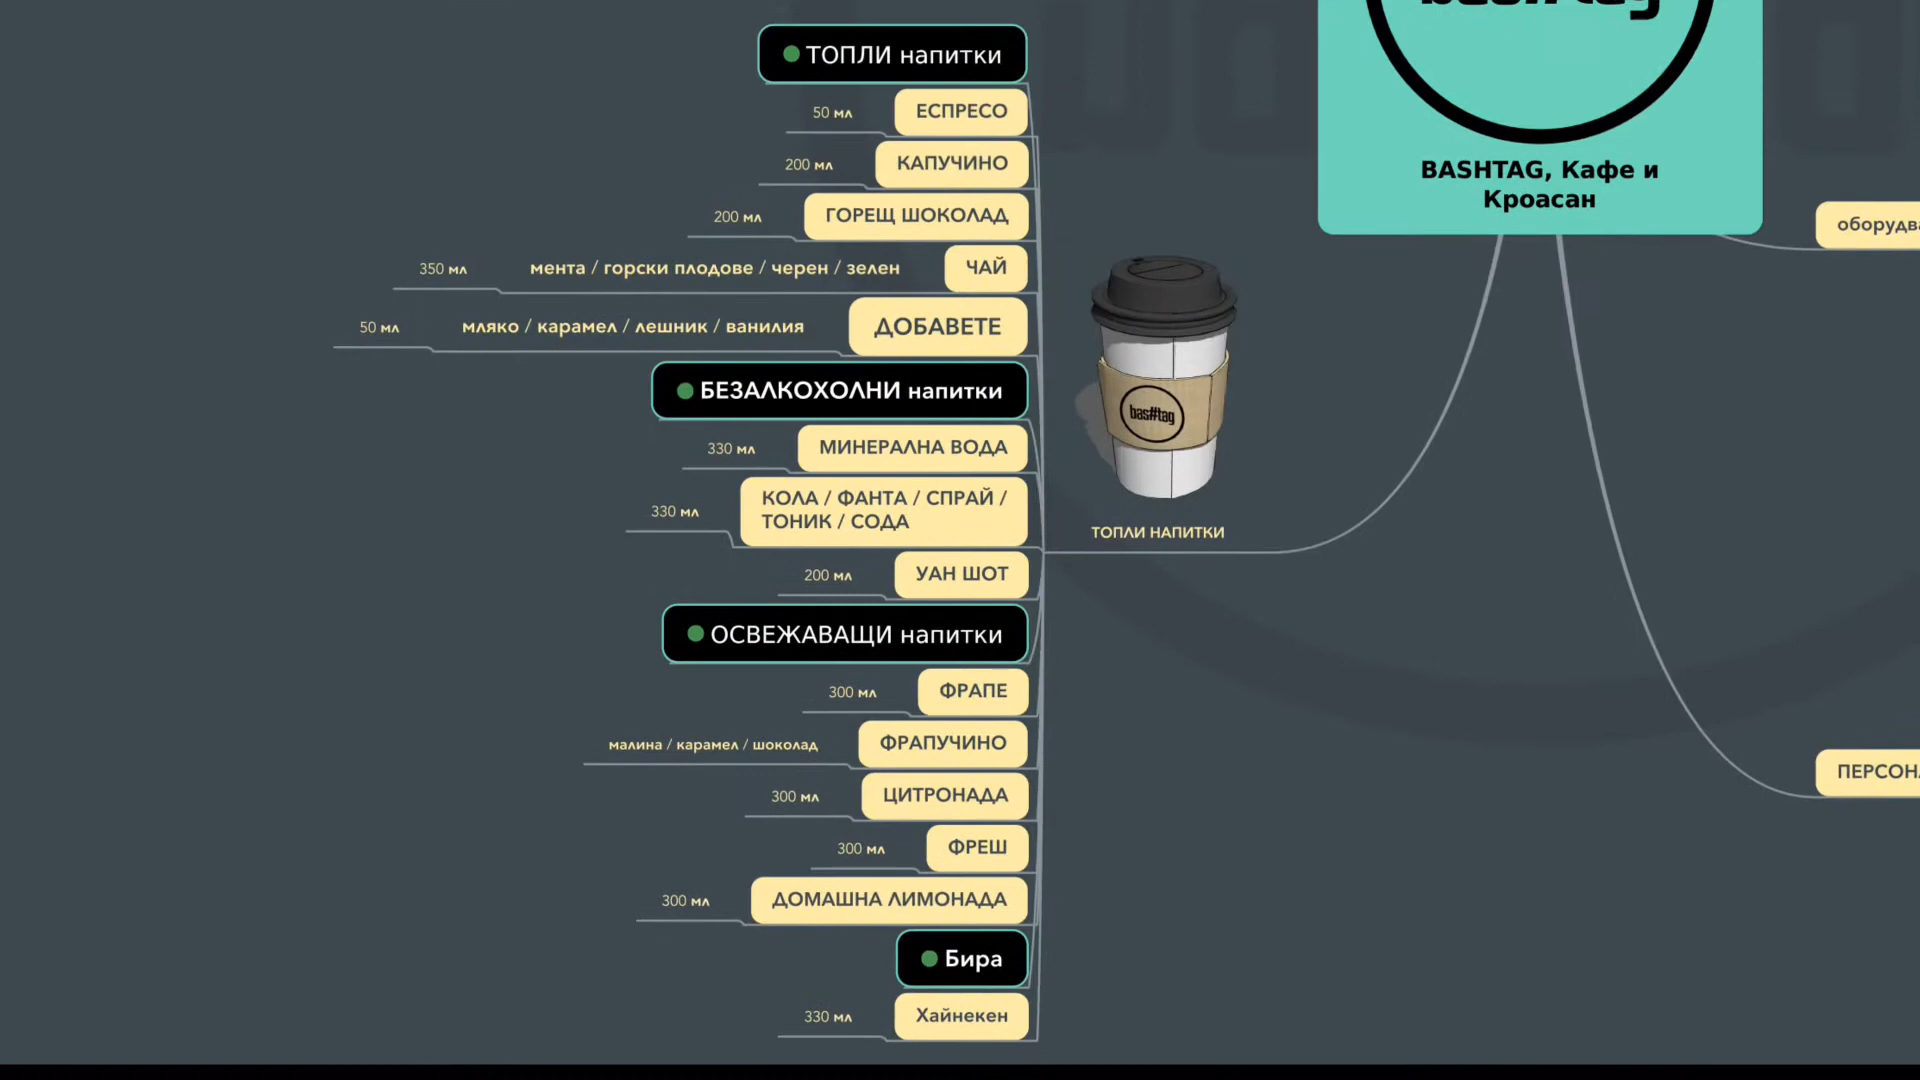 ТОПЛИ напитки
50 мл ЕСПРЕСО
200 мл КАПУЧИНО
200 мл ГОРЕЩ ШОКОЛАД
350 мл мента / горски плодове / черен / зелен ЧАЙ
50 мл мляко / карамел / лешник / ванилия ДОБАВЕТЕ
БЕЗАЛКОХОЛНИ напитки
330 мл МИНЕРАЛНА ВОДА
330 мл КОЛА / ФАНТА / СПРАЙ /
ТОНИК / СОДА
200 мл УАН ШОТ
ОСВЕЖАВАЩИ напитки
300 мл ФРАПЕ
малина / карамел / шоколад ФРАПУЧИНО
300 мл ЦИТРОНАДА
300 мл ФРЕШ
300 мл ДОМАШНА ЛИМОНАДА
Бира
330 мл Хайнекен
bas#tag
ТОПЛИ НАПИТКИ
bas#tag
BASHTAG, Кафе и
Кроасан